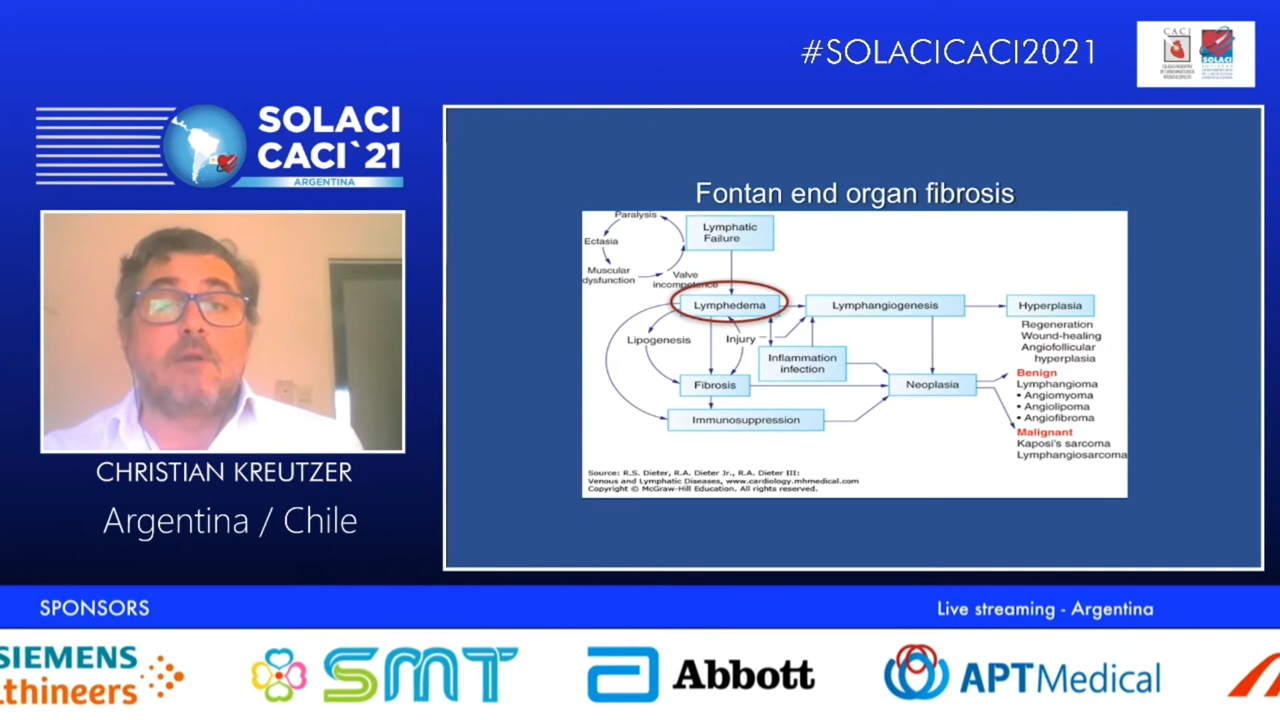 #SOLACICACI2021
CACI
SOLACI
SOLACI
CACI`21
ARGENTINA
CHRISTIAN KREUTZER
Argentina / Chile
Fontan end organ fibrosis
Paralysis
Ectasia
Muscular
dysfunction
Valve
incompetence
Lymphatic
Failure
Lymphedema
Lymphangiogenesis
Hyperplasia
Regeneration
Wound-healing
Angiofollicular
hyperplasia
Lipogenesis
Injury
Inflammation
infection
Fibrosis
Neoplasia
Immunosuppression
Benign
Lymphangioma
• Angiomyoma
• Angiolipoma
• Angiofibroma
Malignant
Kaposi's sarcoma
Lymphangiosarcoma
Source: R.S. Dieter, R.A. Dieter Jr., R.A. Dieter III:
Venous and Lymphatic Diseases, www.cardiology.mhmedical.com
Copyright © McGraw-Hill Education. All rights reserved.
SPONSORS
Live streaming - Argentina
SIEMENS
lthineers
SMT
Abbott
APTMedical